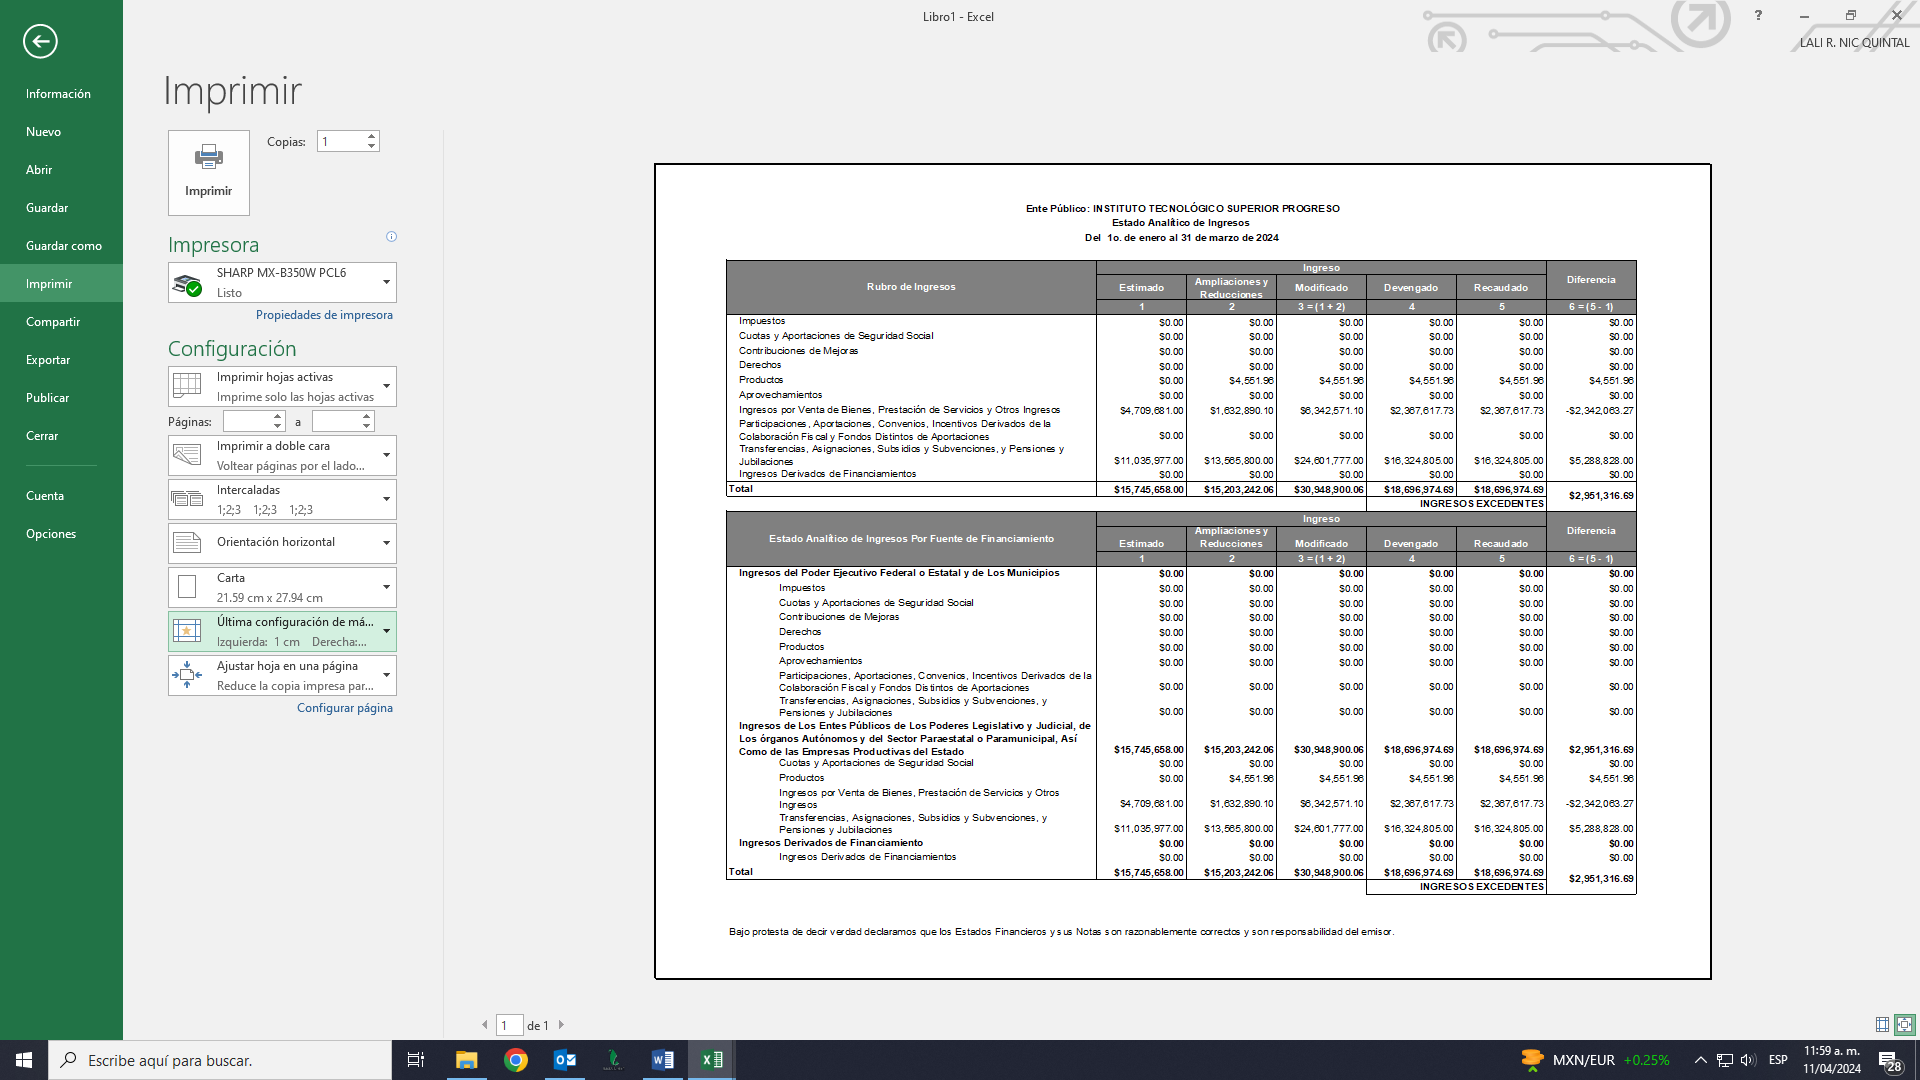 Libro1 - Excel
?
LALI R. NIC QUINTAL
Información
Nuevo
Abrir
Guardar
Guardar como
Imprimir
Compartir
Exportar
Publicar
Cerrar
Cuenta
Opciones
Imprimir
Imprimir
Copias: 1
Impresora
SHARP MX-B350W PCL6
Listo
Propiedades de impresora
Configuración
Imprimir hojas activas
Imprime solo las hojas activas
Páginas: a
Imprimir a doble cara
Voltear páginas por el lado...
Intercaladas
1;2;3 1;2;3 1;2;3
Orientación horizontal
Carta
21.59 cm x 27.94 cm
Última configuración de má...
Izquierda: 1 cm Derecha:...
Ajustar hoja en una página
Reduce la copia impresa par...
Configurar página
Ente Público: INSTITUTO TECNOLÓGICO SUPERIOR PROGRESO
Estado Analítico de Ingresos
Del 1o. de enero al 31 de marzo de 2024
Rubro de Ingresos
Ingreso
Diferencia
Estimado Ampliaciones y Reducciones Modificado Devengado Recaudado
1 2 3 = (1 + 2) 4 5 6 = (5 - 1)
Impuestos $0.00 $0.00 $0.00 $0.00 $0.00 $0.00
Cuotas y Aportaciones de Seguridad Social $0.00 $0.00 $0.00 $0.00 $0.00 $0.00
Contribuciones de Mejoras $0.00 $0.00 $0.00 $0.00 $0.00 $0.00
Derechos $0.00 $0.00 $0.00 $0.00 $0.00 $0.00
Productos $0.00 $4,551.96 $4,551.96 $4,551.96 $4,551.96 $4,551.96
Aprovechamientos $0.00 $0.00 $0.00 $0.00 $0.00 $0.00
Ingresos por Venta de Bienes, Prestación de Servicios y Otros Ingresos $4,709,681.00 $1,632,890.10 $6,342,571.10 $2,367,617.73 $2,367,617.73 -$2,342,063.27
Participaciones, Aportaciones, Convenios, Incentivos Derivados de la
Colaboración Fiscal y Fondos Distintos de Aportaciones $0.00 $0.00 $0.00 $0.00 $0.00 $0.00
Transferencias, Asignaciones, Subsidios y Subvenciones, y Pensiones y
Jubilaciones $11,035,977.00 $13,565,800.00 $24,601,777.00 $16,324,805.00 $16,324,805.00 $5,288,828.00
Ingresos Derivados de Financiamientos $0.00 $0.00 $0.00 $0.00 $0.00 $0.00
Total $15,745,658.00 $15,203,242.06 $30,948,900.06 $18,696,974.69 $18,696,974.69 $2,951,316.69
INGRESOS EXCEDENTES
Estado Analítico de Ingresos Por Fuente de Financiamiento
Ingreso
Diferencia
Estimado Ampliaciones y Reducciones Modificado Devengado Recaudado
1 2 3 = (1 + 2) 4 5 6 = (5 - 1)
Ingresos del Poder Ejecutivo Federal o Estatal y de Los Municipios $0.00 $0.00 $0.00 $0.00 $0.00 $0.00
Impuestos $0.00 $0.00 $0.00 $0.00 $0.00 $0.00
Cuotas y Aportaciones de Seguridad Social $0.00 $0.00 $0.00 $0.00 $0.00 $0.00
Contribuciones de Mejoras $0.00 $0.00 $0.00 $0.00 $0.00 $0.00
Derechos $0.00 $0.00 $0.00 $0.00 $0.00 $0.00
Productos $0.00 $0.00 $0.00 $0.00 $0.00 $0.00
Aprovechamientos $0.00 $0.00 $0.00 $0.00 $0.00 $0.00
Participaciones, Aportaciones, Convenios, Incentivos Derivados de la
Colaboración Fiscal y Fondos Distintos de Aportaciones $0.00 $0.00 $0.00 $0.00 $0.00 $0.00
Transferencias, Asignaciones, Subsidios y Subvenciones, y
Pensiones y Jubilaciones $0.00 $0.00 $0.00 $0.00 $0.00 $0.00
Ingresos de Los Entes Públicos de Los Poderes Legislativo y Judicial, de
Los órganos Autónomos y del Sector Paraestatal o Paramunicipal, Así
Como de las Empresas Productivas del Estado $15,745,658.00 $15,203,242.06 $30,948,900.06 $18,696,974.69 $18,696,974.69 $2,951,316.69
Cuotas y Aportaciones de Seguridad Social $0.00 $0.00 $0.00 $0.00 $0.00 $0.00
Productos $0.00 $4,551.96 $4,551.96 $4,551.96 $4,551.96 $4,551.96
Ingresos por Venta de Bienes, Prestación de Servicios y Otros
Ingresos $4,709,681.00 $1,632,890.10 $6,342,571.10 $2,367,617.73 $2,367,617.73 -$2,342,063.27
Transferencias, Asignaciones, Subsidios y Subvenciones, y
Pensiones y Jubilaciones $11,035,977.00 $13,565,800.00 $24,601,777.00 $16,324,805.00 $16,324,805.00 $5,288,828.00
Ingresos Derivados de Financiamiento $0.00 $0.00 $0.00 $0.00 $0.00 $0.00
Ingresos Derivados de Financiamientos $0.00 $0.00 $0.00 $0.00 $0.00 $0.00
Total $15,745,658.00 $15,203,242.06 $30,948,900.06 $18,696,974.69 $18,696,974.69 $2,951,316.69
INGRESOS EXCEDENTES
Bajo protesta de decir verdad declaramos que los Estados Financieros y sus Notas son razonablemente correctos y son responsabilidad del emisor.
1 de 1
Escribe aquí para buscar.
MXN/EUR +0.25%
ESP
11:59 a. m.
11/04/2024
28